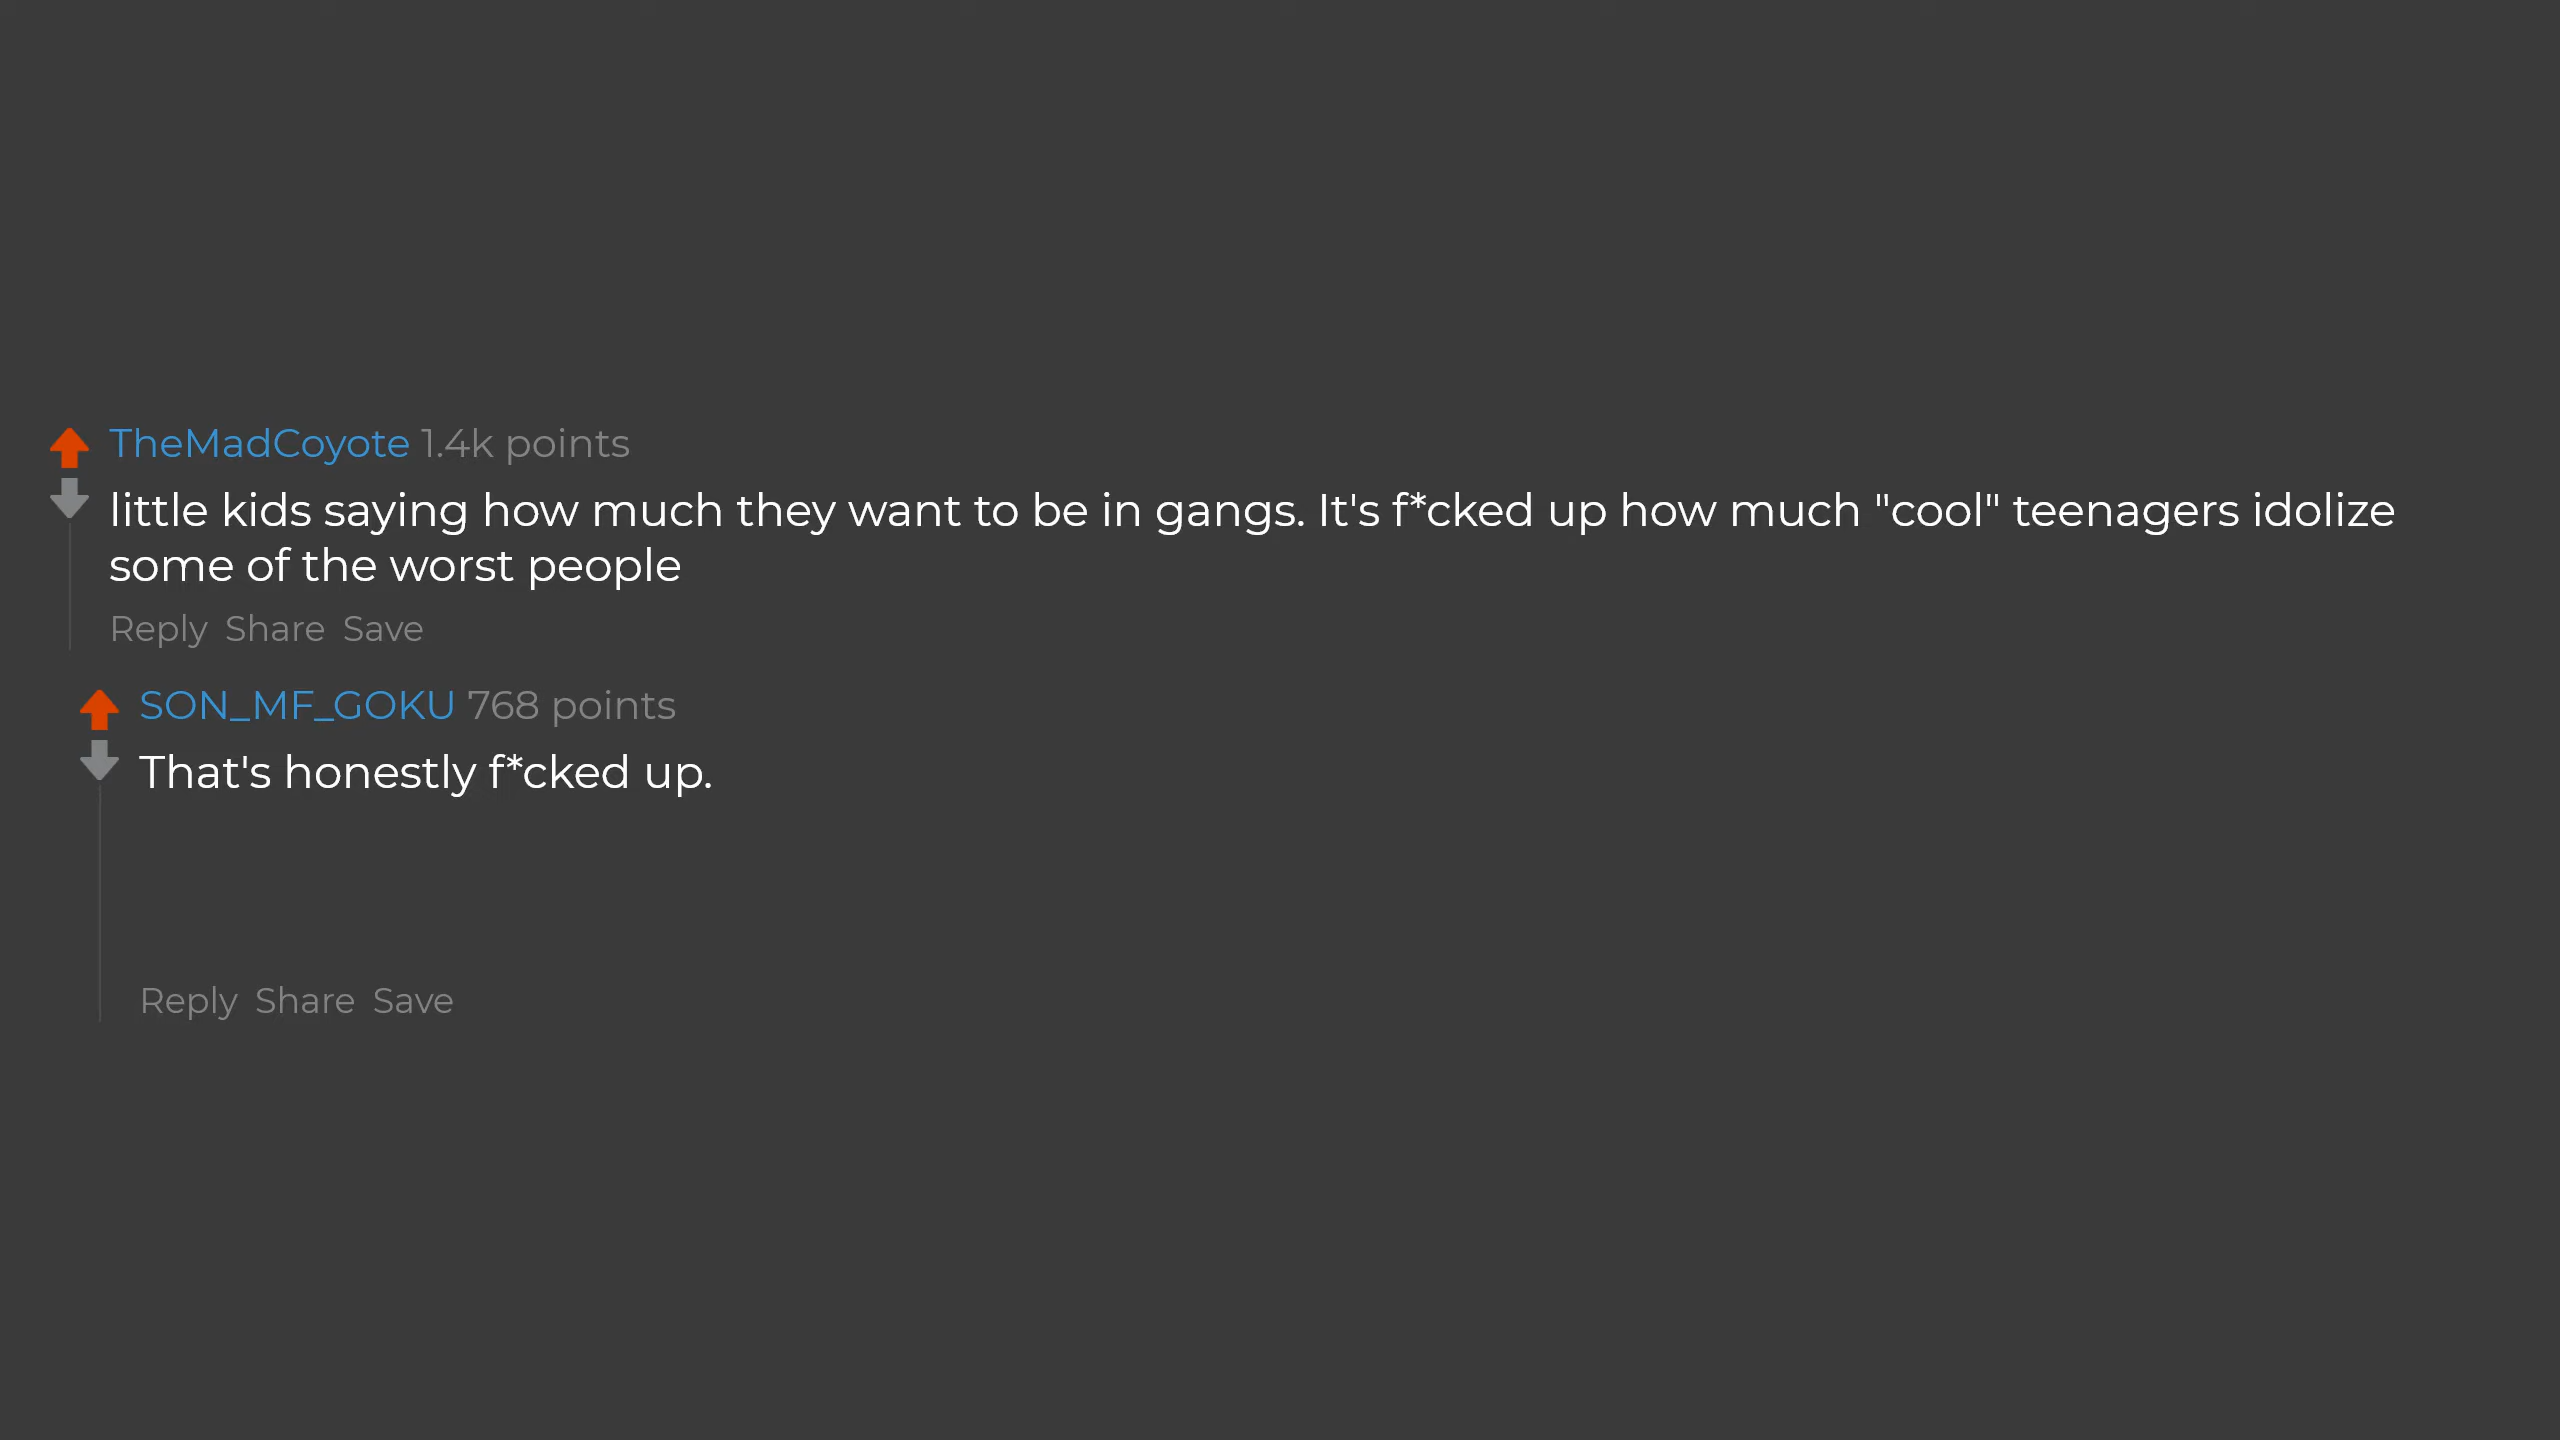 TheMadCoyote 1.4k points
little kids saying how much they want to be in gangs. It's f*cked up how much "cool" teenagers idolize
some of the worst people
Reply Share Save
SON_MF_GOKU 768 points
That's honestly f*cked up.
Reply Share Save